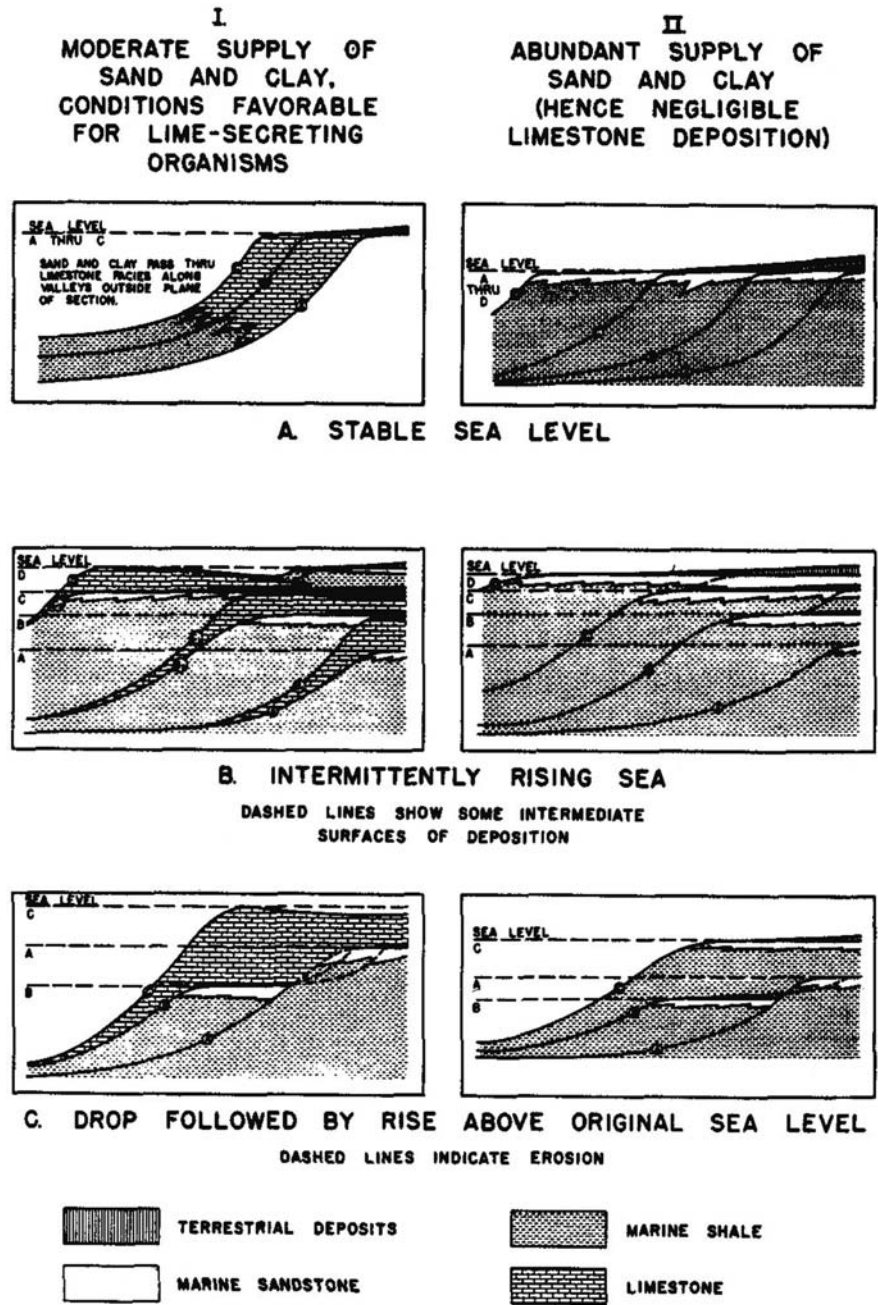 I.
MODERATE SUPPLY OF
SAND AND CLAY,
CONDITIONS FAVORABLE
FOR LIME-SECRETING
ORGANISMS
II
ABUNDANT SUPPLY OF
SAND AND CLAY
(HENCE NEGLIGIBLE
LIMESTONE DEPOSITION)
SEA LEVEL
A THRU C
SAND AND CLAY PASS THRU
LIMESTONE FACIES ALONG
VALLEYS OUTSIDE PLANE
OF SECTION.
SEA LEVEL
A
THRU
D
A. STABLE SEA LEVEL
SEA LEVEL
D
C
B
A
SEA LEVEL
D
C
B
A
B. INTERMITTENTLY RISING SEA
DASHED LINES SHOW SOME INTERMEDIATE
SURFACES OF DEPOSITION
SEA LEVEL
C
A
B
SEA LEVEL
C
A
B
C. DROP FOLLOWED BY RISE ABOVE ORIGINAL SEA LEVEL
DASHED LINES INDICATE EROSION
TERRESTRIAL DEPOSITS
MARINE SHALE
MARINE SANDSTONE
LIMESTONE